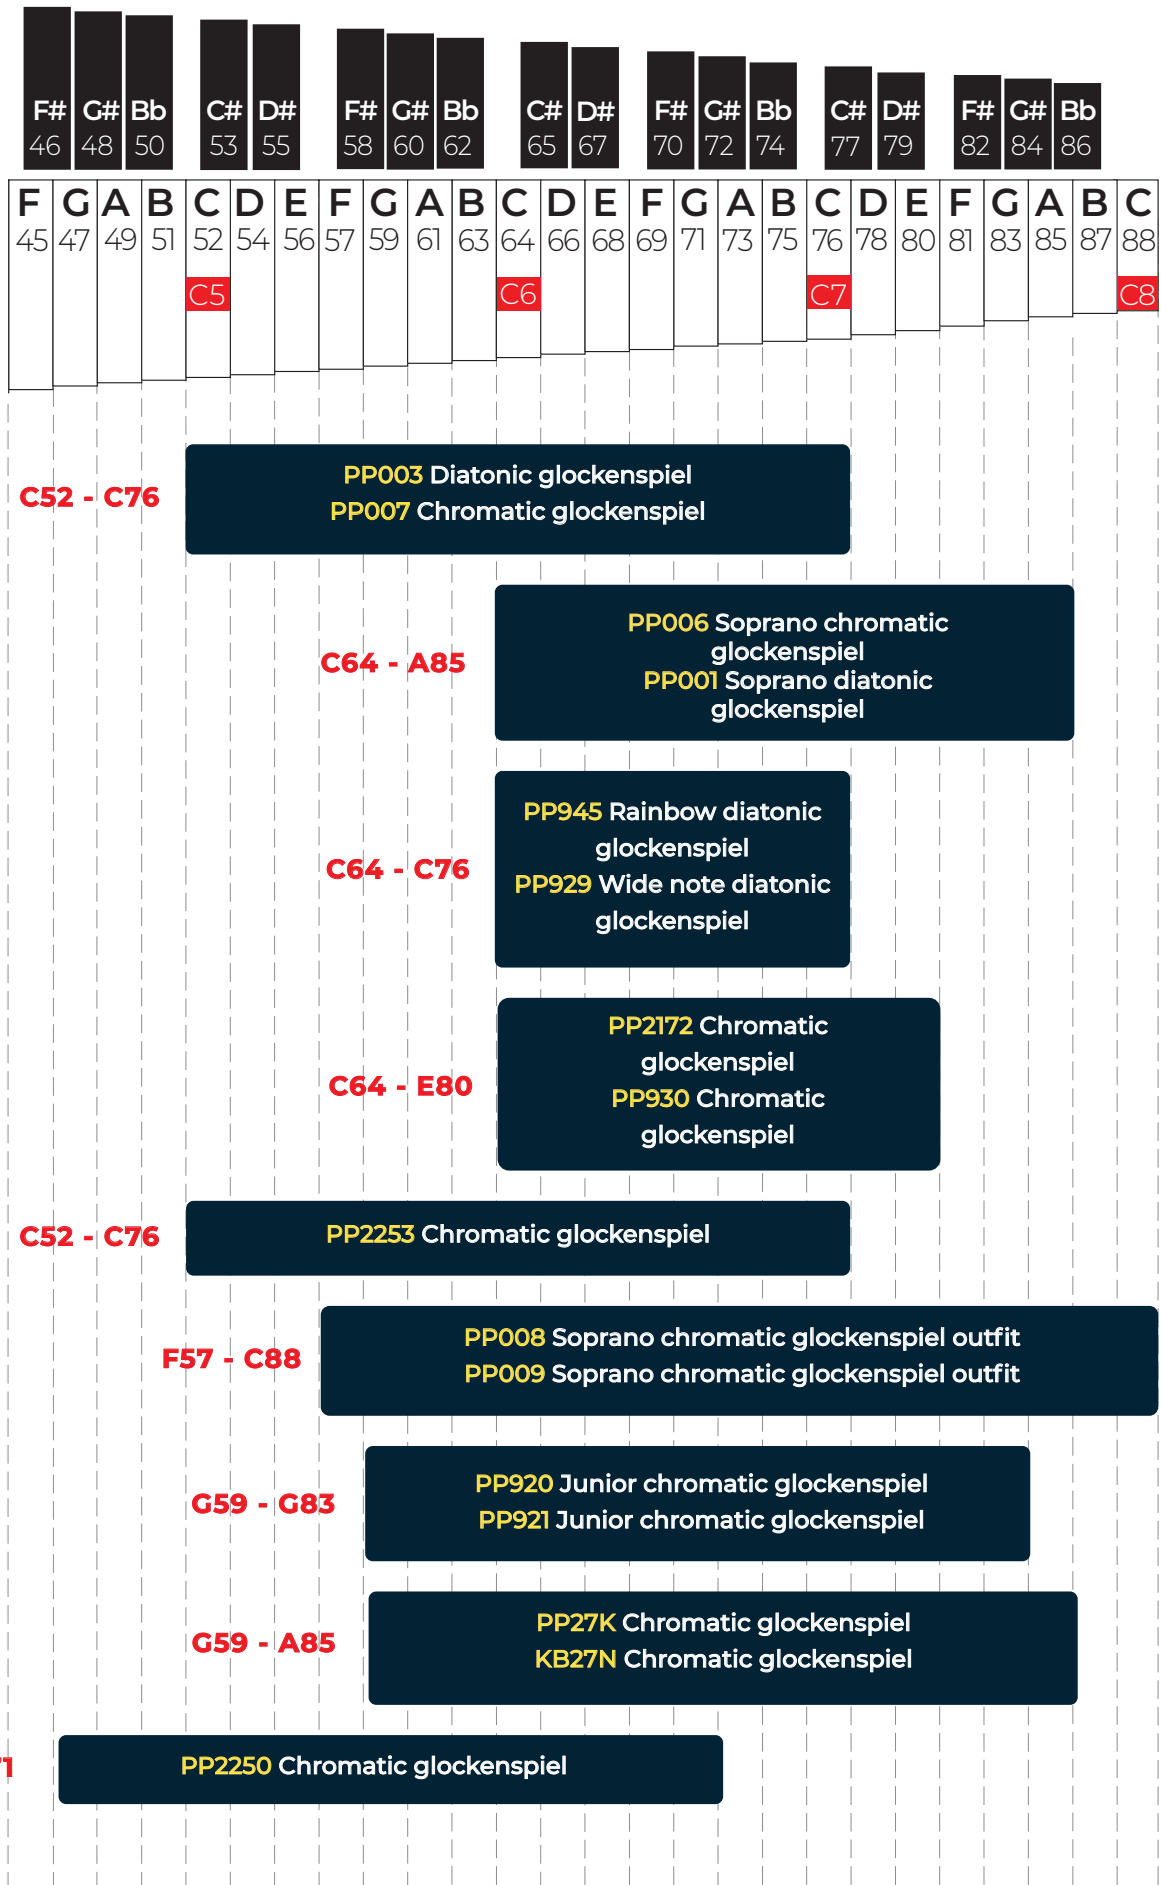 F# G# Bb C# D# F# G# Bb C# D# F# G# Bb C# D# F# G# Bb
46 48 50 53 55 58 60 62 65 67 70 72 74 77 79 82 84 86
F G A B C D E F G A B C D E F G A B C D E F G A B C
45 47 49 51 52 54 56 57 59 61 63 64 66 68 69 71 73 75 76 78 80 81 83 85 87 88
C5 C6 C7 C8
C52 - C76
PP003 Diatonic glockenspiel
PP007 Chromatic glockenspiel
C64 - A85
PP006 Soprano chromatic
glockenspiel
PP001 Soprano diatonic
glockenspiel
C64 - C76
PP945 Rainbow diatonic
glockenspiel
PP929 Wide note diatonic
glockenspiel
C64 - E80
PP2172 Chromatic
glockenspiel
PP930 Chromatic
glockenspiel
C52 - C76
PP2253 Chromatic glockenspiel
F57 - C88
PP008 Soprano chromatic glockenspiel outfit
PP009 Soprano chromatic glockenspiel outfit
G59 - G83
PP920 Junior chromatic glockenspiel
PP921 Junior chromatic glockenspiel
G59 - A85
PP27K Chromatic glockenspiel
KB27N Chromatic glockenspiel
PP2250 Chromatic glockenspiel